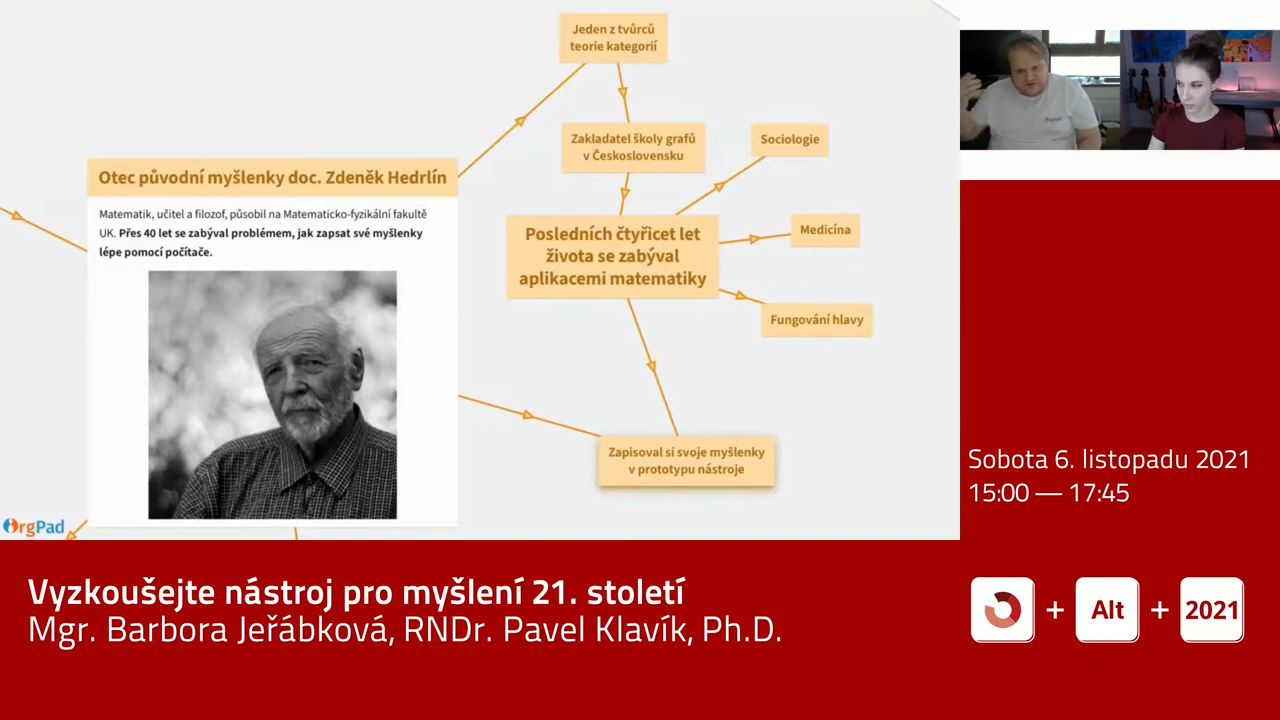 Jeden z tvůrců
teorie kategorií
Zakladatel školy grafů
v Československu
Sociologie
Otec původní myšlenky doc. Zdeněk Hedrlín
Matematik, učitel a filozof, působil na Matematicko-fyzikální fakultě
UK. Přes 40 let se zabýval problémem, jak zapsat své myšlenky
lépe pomocí počítače.
Posledních čtyřicet let
života se zabýval
aplikacemi matematiky
Medicína
Fungování hlavy
Zapisoval si svoje myšlenky
v prototypu nástroje
OrgPad
OrgPad
Sobota 6. listopadu 2021
15:00 — 17:45
Vyzkoušejte nástroj pro myšlení 21. století
Mgr. Barbora Jeřábková, RNDr. Pavel Klavík, Ph.D.
+ Alt + 2021